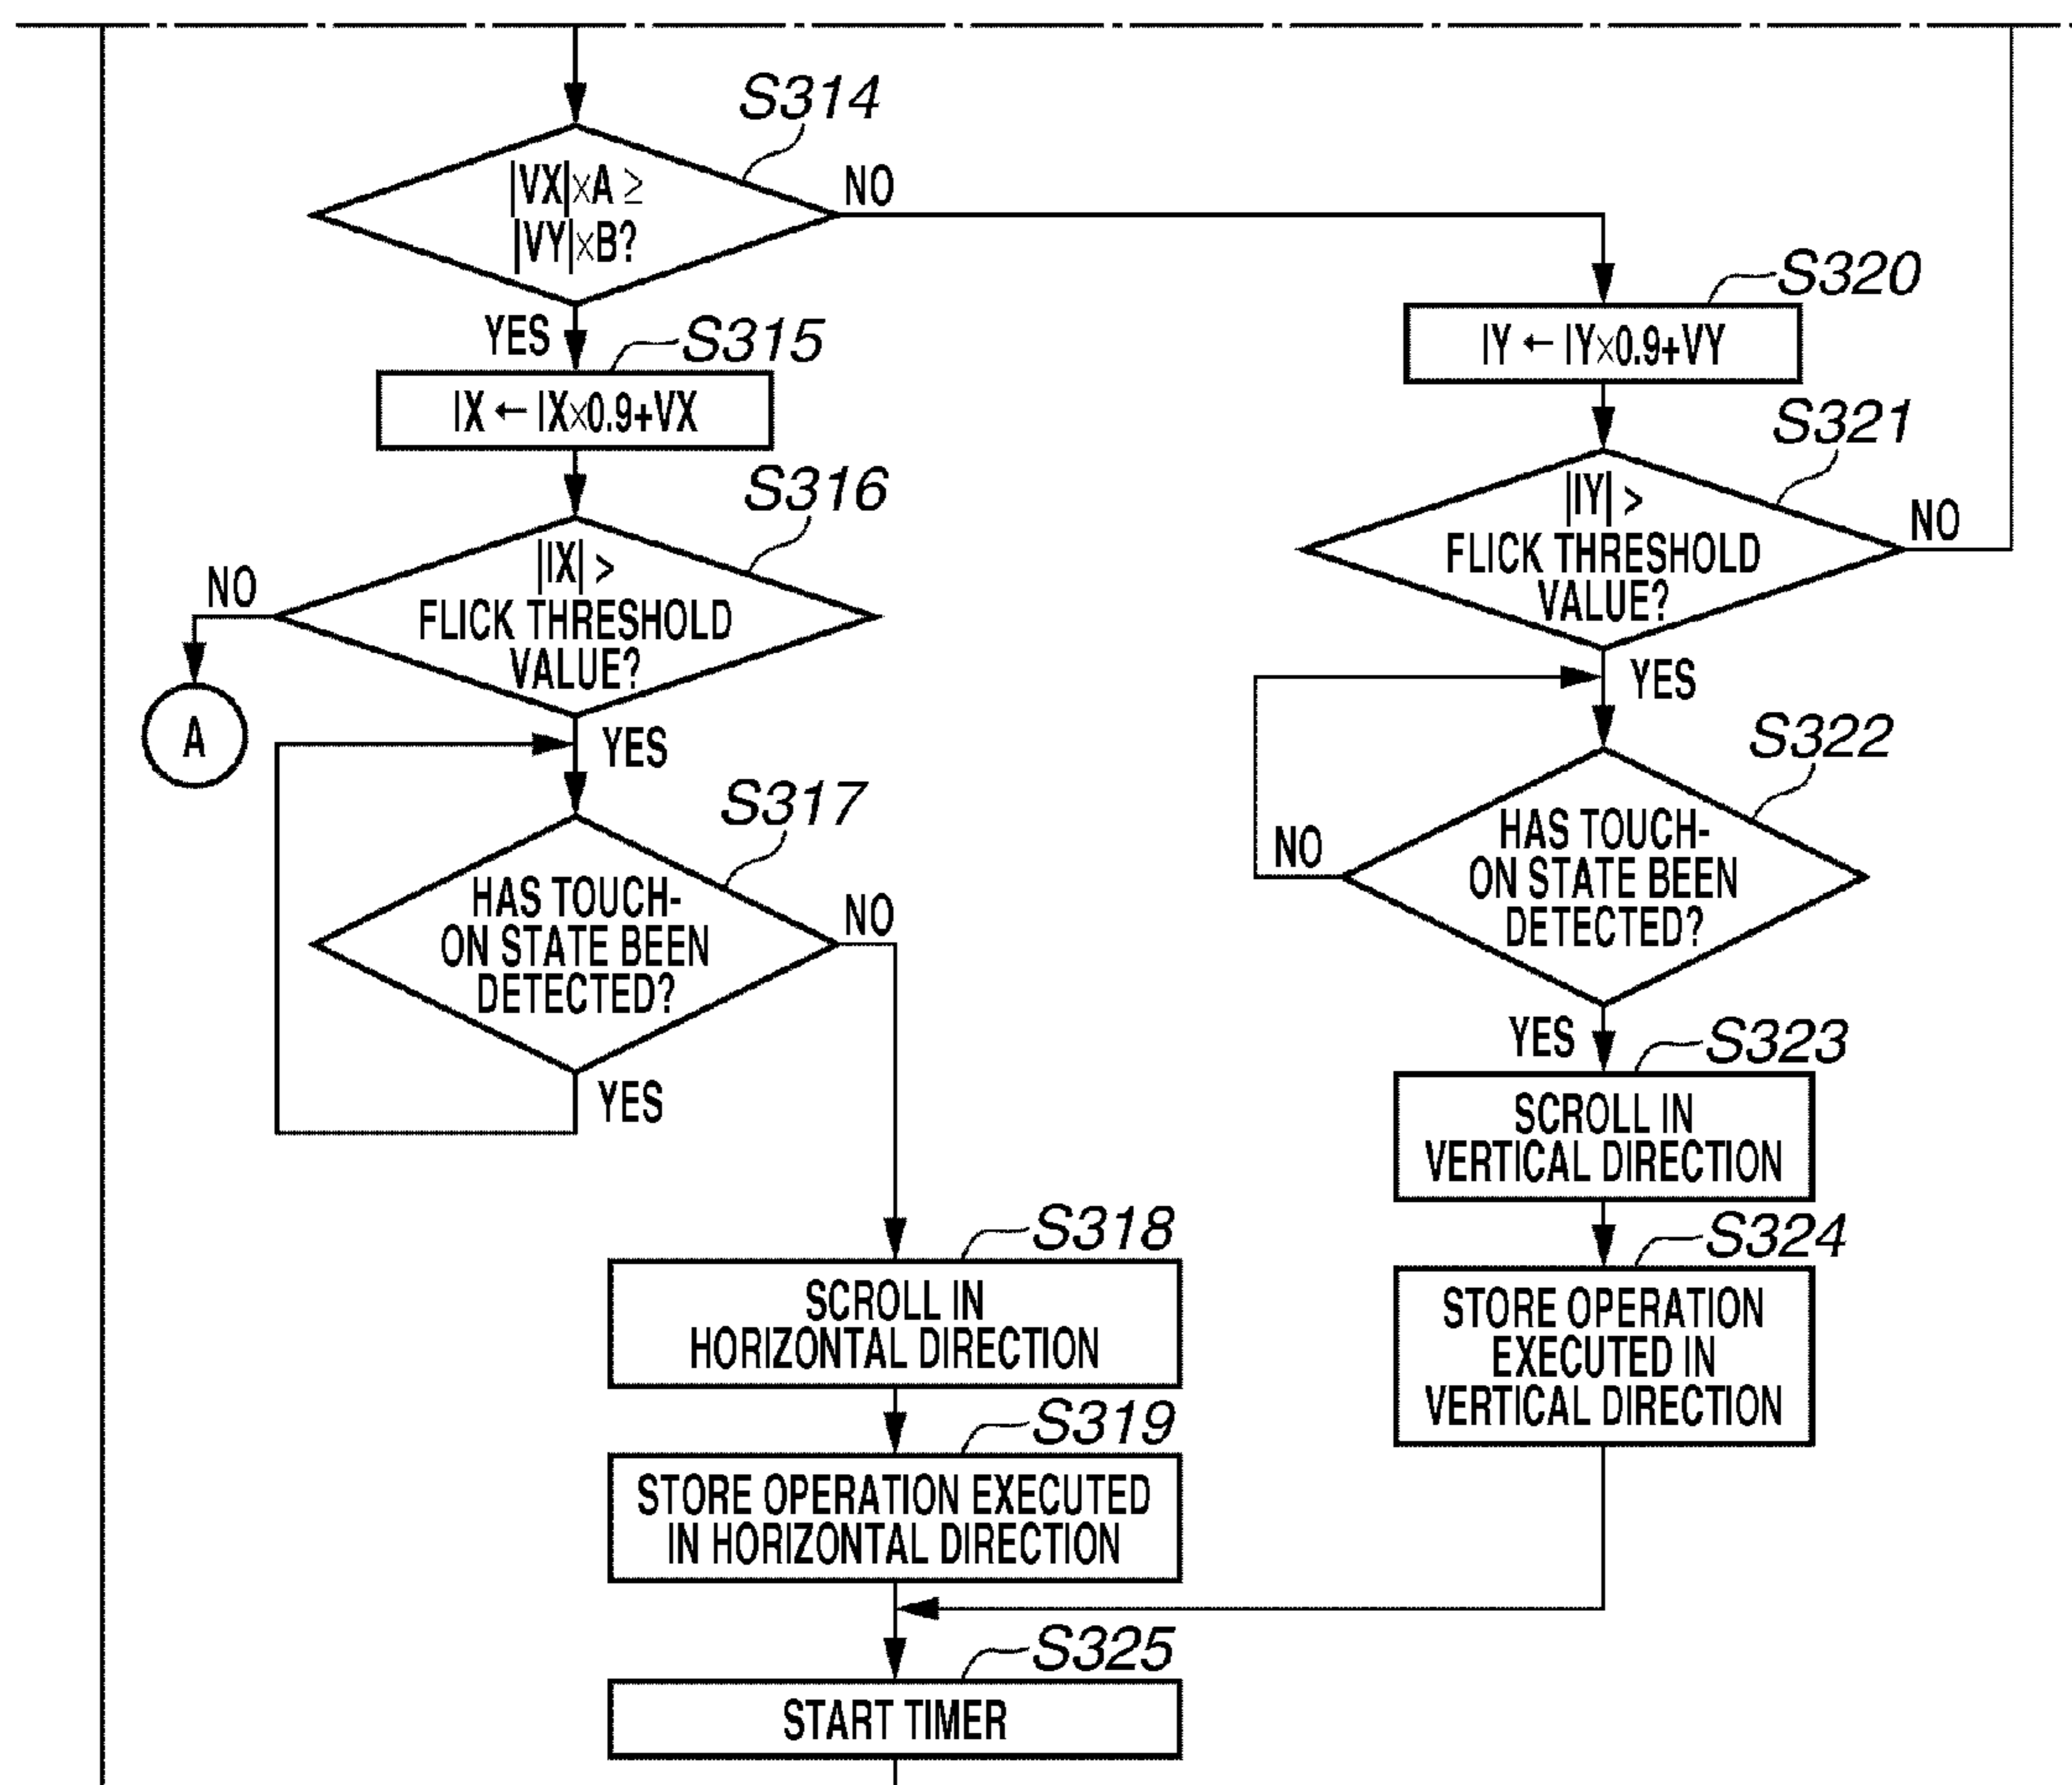 S314
|VX|×A ≥
|VY|×B?
NO
YES
S315
IX ← IX×0.9+VX
S316
|IX| >
FLICK THRESHOLD
VALUE?
NO
A
YES
S317
HAS TOUCH-
ON STATE BEEN
DETECTED?
NO
YES
S318
SCROLL IN
HORIZONTAL DIRECTION
S319
STORE OPERATION EXECUTED
IN HORIZONTAL DIRECTION
S320
IY ← IY×0.9+VY
S321
|IY| >
FLICK THRESHOLD
VALUE?
NO
YES
S322
HAS TOUCH-
ON STATE BEEN
DETECTED?
NO
YES
S323
SCROLL IN
VERTICAL DIRECTION
S324
STORE OPERATION
EXECUTED IN
VERTICAL DIRECTION
S325
START TIMER